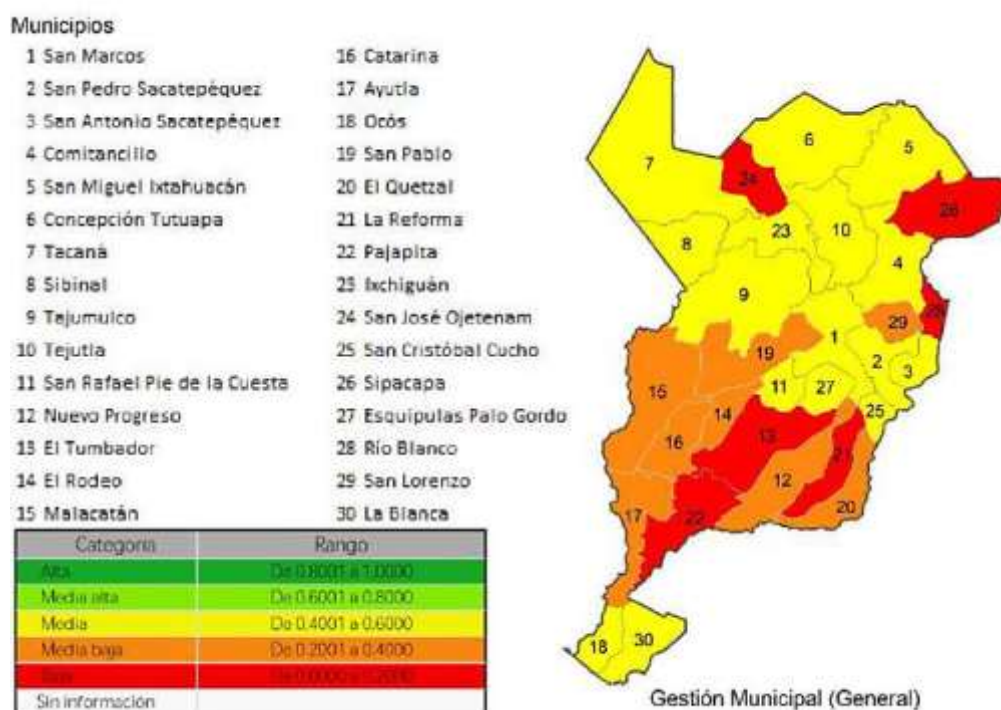 Municipios
1 San Marcos
2 San Pedro Sacatepéquez
3 San Antonio Sacatepéquez
4 Comitancillo
5 San Miguel Ixtahuacán
6 Concepción Tutuapa
7 Tacaná
8 Sibinal
9 Tajumulco
10 Tejutla
11 San Rafael Pie de la Cuesta
12 Nuevo Progreso
13 El Tumbador
14 El Rodeo
15 Malacatán
16 Catarina
17 Ayutla
18 Ocós
19 San Pablo
20 El Quetzal
21 La Reforma
22 Pajapita
23 Ixchiguán
24 San José Ojetenam
25 San Cristóbal Cucho
26 Sipacapa
27 Esquipulas Palo Gordo
28 Río Blanco
29 San Lorenzo
30 La Blanca
Categoria Rango
Alta De 0.8001 a 1.0000
Media alta De 0.6001 a 0.8000
Media De 0.4001 a 0.6000
Media baja De 0.2001 a 0.4000
Baja De 0.0000 a 0.2000
Sin información
6
5
7
24
26
23
10
8
4
9
28
29
1
19
2
3
15
11
27
14
25
16
13
21
12
20
17
22
18
30
Gestión Municipal (General)